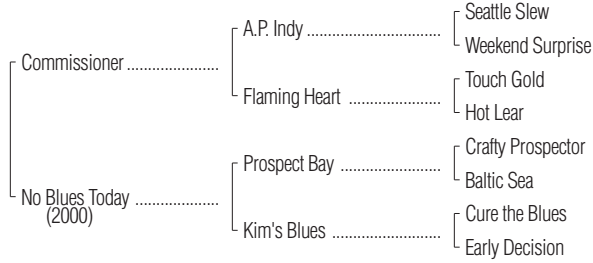 Seattle Slew
A.P. Indy ..............................
Weekend Surprise
Commissioner ......................
Touch Gold
Flaming Heart .....................
Hot Lear
Crafty Prospector
Prospect Bay .......................
Baltic Sea
No Blues Today ....................
(2000)
Cure the Blues
Kim's Blues .........................
Early Decision